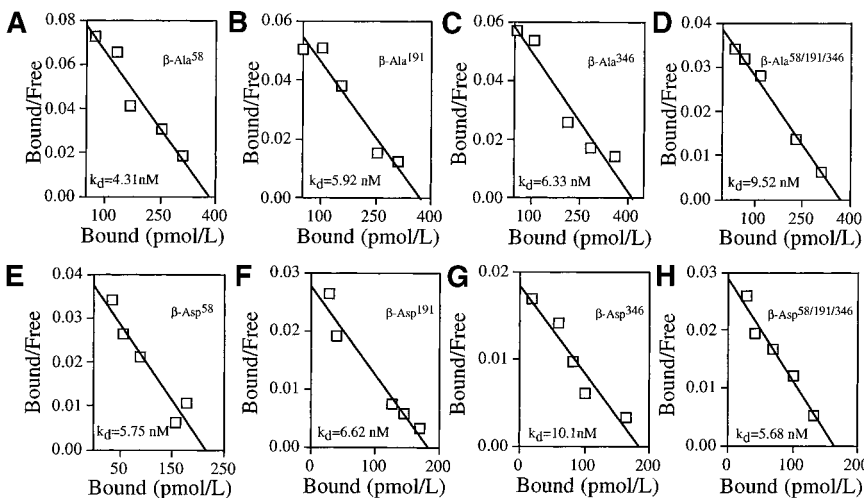 A
B
C
D
0.08
0.06
0.04
0.02
0.00
Bound/Free
β-Ala58
kd=4.31nM
100
250
400
Bound (pmol/L)
0.06
0.04
0.02
0.00
Bound/Free
β-Ala191
kd=5.92 nM
100
250
400
Bound (pmol/L)
0.06
0.04
0.02
0.00
Bound/Free
β-Ala346
kd=6.33 nM
100
250
400
Bound (pmol/L)
0.04
0.03
0.02
0.01
0.00
Bound/Free
β-Ala58/191/346
kd=9.52 nM
100
250
400
Bound (pmol/L)
E
F
G
H
0.04
0.03
0.02
0.01
0.00
Bound/Free
β-Asp58
kd=5.75 nM
50
150
250
Bound (pmol/L)
0.03
0.02
0.01
0.00
Bound/Free
β-Asp191
kd=6.62 nM
0
100
200
Bound (pmol/L)
0.02
0.01
0.00
Bound/Free
β-Asp346
kd=10.1nM
0
100
200
Bound (pmol/L)
0.03
0.02
0.01
0.00
Bound/Free
β-Asp58/191/346
kd=5.68 nM
0
100
200
Bound (pmol/L)